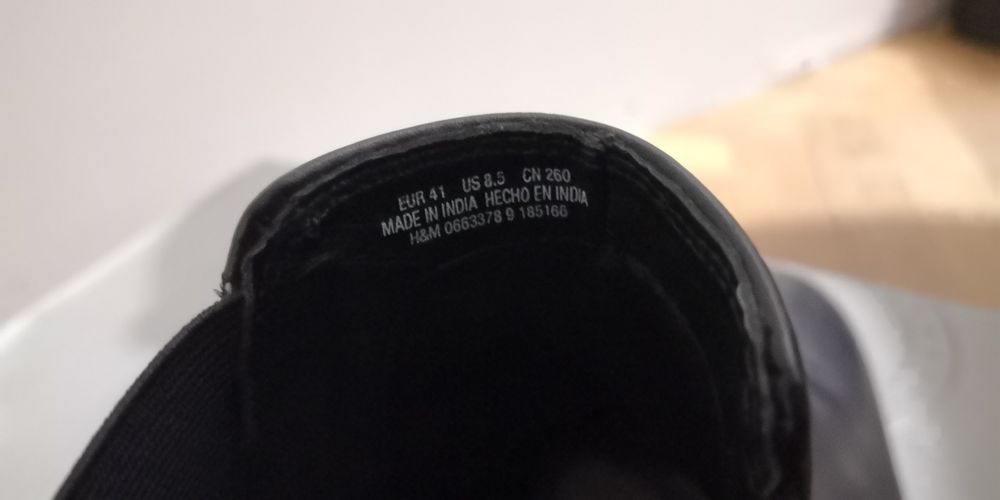 EUR 41 US 8.5 CN 260
MADE IN INDIA HECHO EN INDIA
H&M 0663378 9 185166